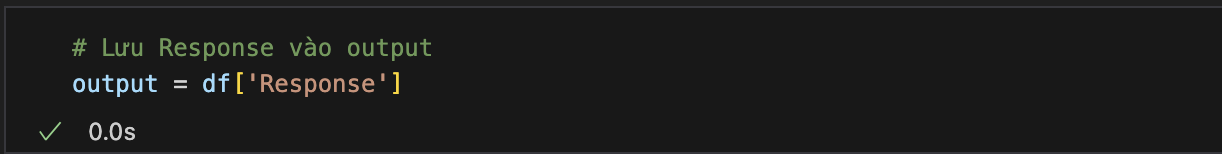 # Lưu Response vào output
output = df['Response']
0.0s